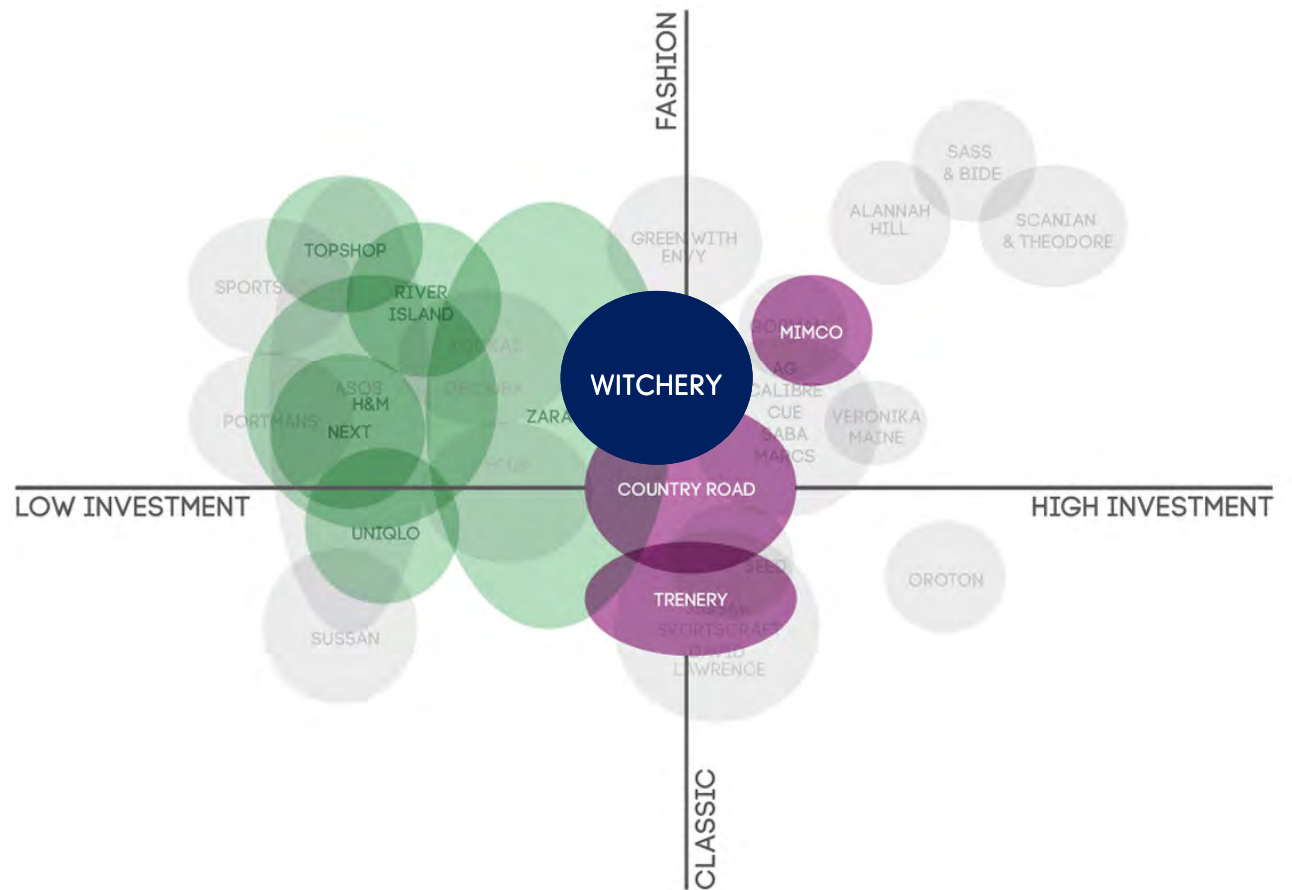 FASHION
SASS
& BIDE
ALANNAH
HILL
SCANIAN
& THEODORE
GREEN WITH
ENVY
TOPSHOP
SPORTS
RIVER
ISLAND
MIMCO
WITCHERY
AG
CALIBRE
CUE
SABA
MARCS
VERONIKA
MAINE
ASOS
H&M
NEXT
PORTMANS
ZARA
COUNTRY ROAD
LOW INVESTMENT
HIGH INVESTMENT
UNIQLO
SEED
OROTON
TRENERY
SPORTSCRAFT
DAVID
LAWRENCE
SUSSAN
CLASSIC